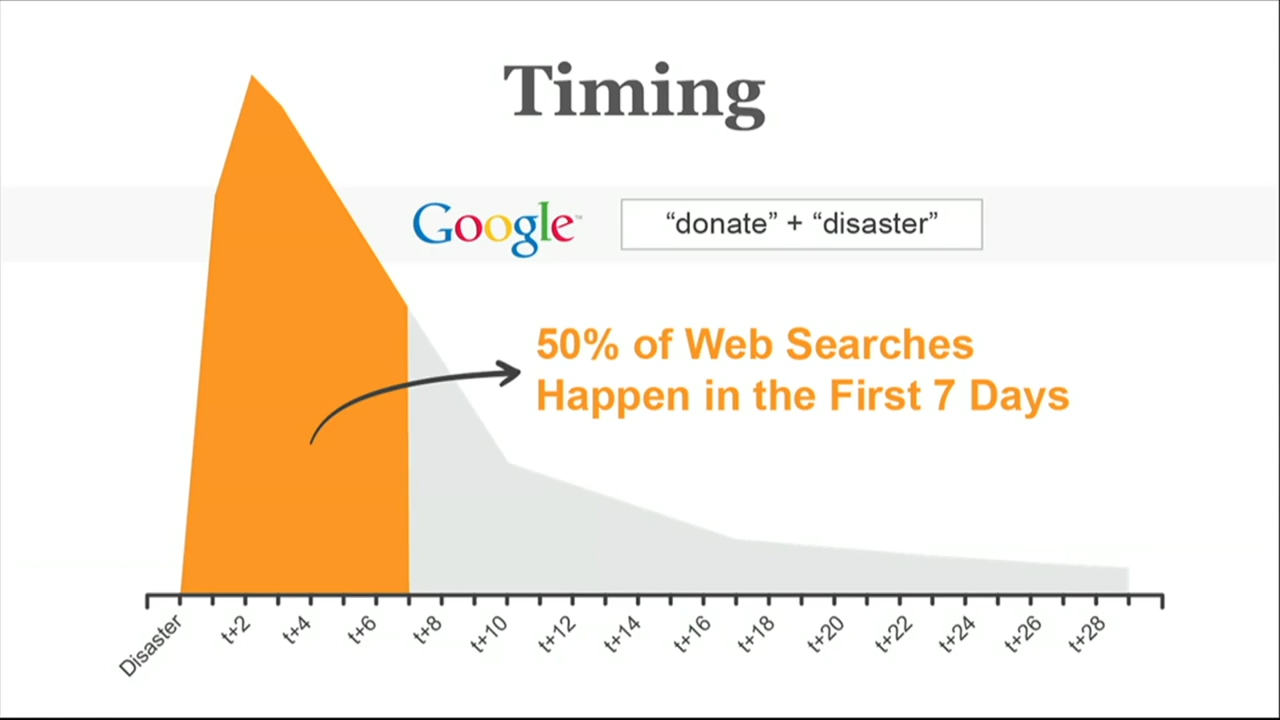 Timing
Google™
“donate” + “disaster”
50% of Web Searches
Happen in the First 7 Days
Disaster
t+2
t+4
t+6
t+8
t+10
t+12
t+14
t+16
t+18
t+20
t+22
t+24
t+26
t+28